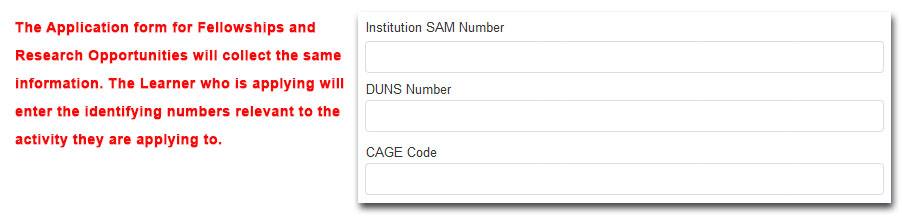 The Application form for Fellowships and
Research Opportunities will collect the same
information. The Learner who is applying will
enter the identifying numbers relevant to the
activity they are applying to.
Institution SAM Number
DUNS Number
CAGE Code